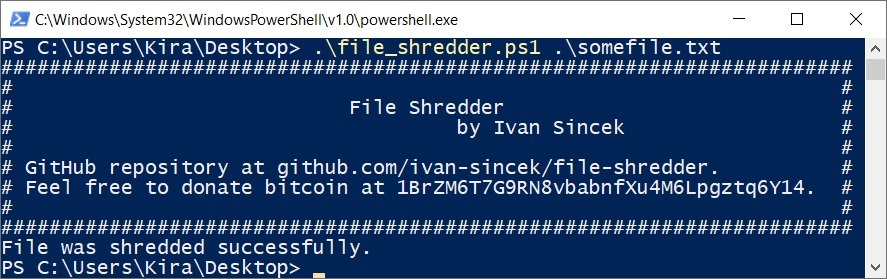 C:\Windows\System32\WindowsPowerShell\v1.0\powershell.exe
PS C:\Users\Kira\Desktop> .\file_shredder.ps1 .\somefile.txt
#######################################################################
#                                                                     #
#                            File Shredder                            #
#                                     by Ivan Sincek                  #
#                                                                     #
# GitHub repository at github.com/ivan-sincek/file-shredder.          #
# Feel free to donate bitcoin at 1BrZM6T7G9RN8vbabnfXu4M6Lpgztq6Y14.  #
#                                                                     #
#######################################################################
File was shredded successfully.
PS C:\Users\Kira\Desktop>